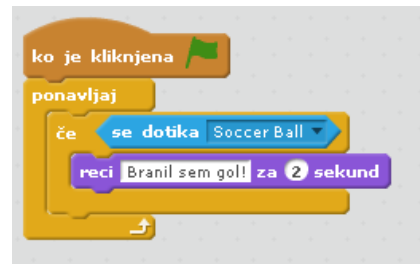 ko je kliknjena
ponavljaj
če se dotika Soccer Ball
reci Branil sem gol! za 2 sekund